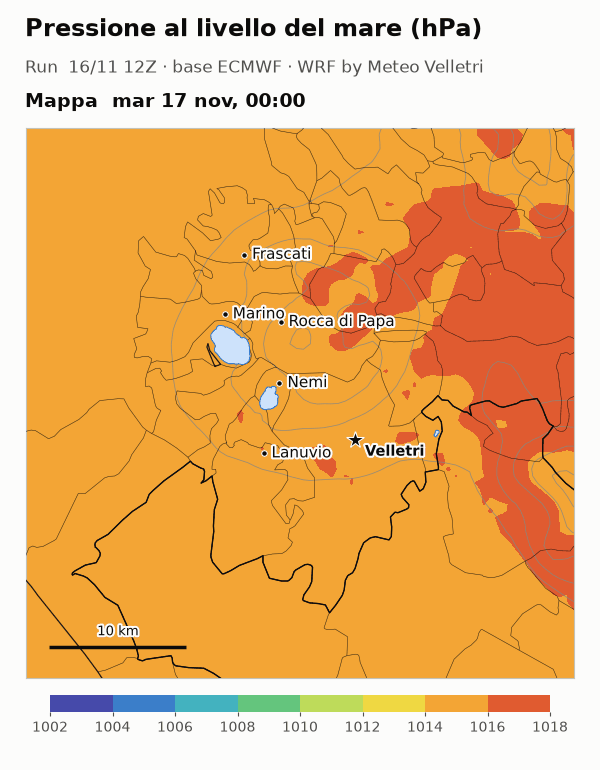 Pressione al livello del mare (hPa)
Run  16/11 12Z · base ECMWF · WRF by Meteo Velletri
Mappa  mar 17 nov, 00:00
Frascati
Marino
Rocca di Papa
Nemi
Velletri
Lanuvio
10 km
1002 1004 1006 1008 1010 1012 1014 1016 1018